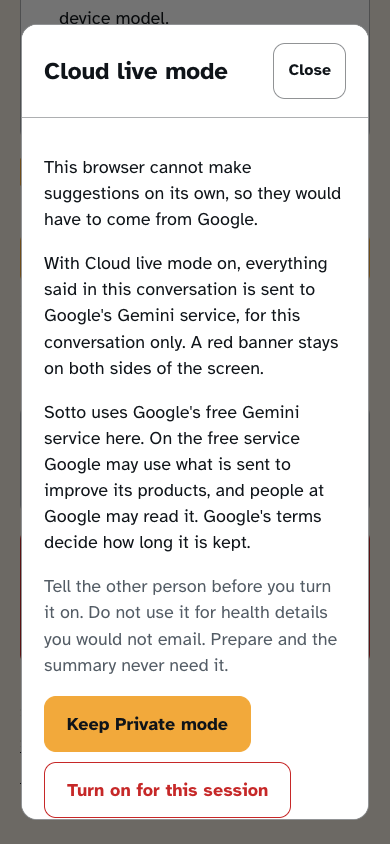 device model.
Cloud live mode
Close
This browser cannot make
suggestions on its own, so they would
have to come from Google.
With Cloud live mode on, everything
said in this conversation is sent to
Google's Gemini service, for this
conversation only. A red banner stays
on both sides of the screen.
Sotto uses Google's free Gemini
service here. On the free service
Google may use what is sent to
improve its products, and people at
Google may read it. Google's terms
decide how long it is kept.
Tell the other person before you turn
it on. Do not use it for health details
you would not email. Prepare and the
summary never need it.
Keep Private mode
Turn on for this session